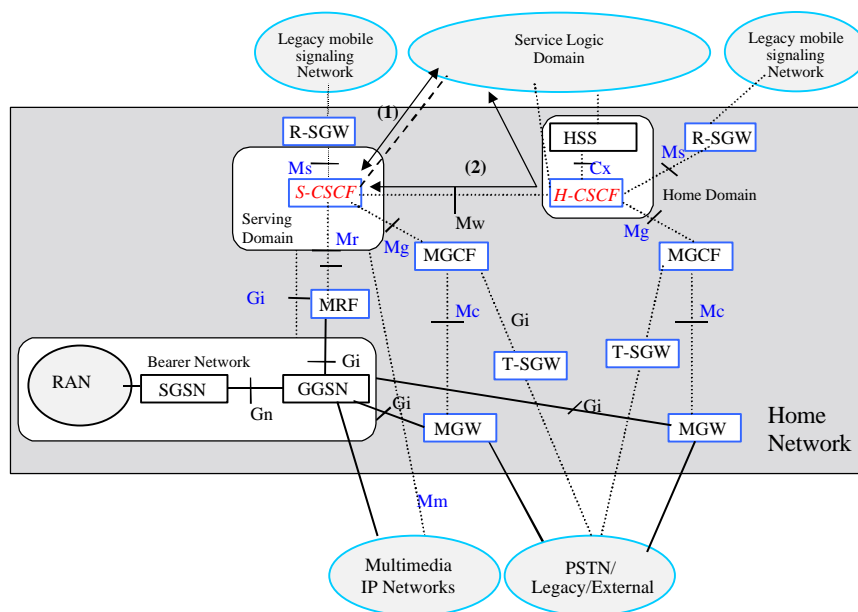 Legacy mobile
signaling
Network
Service Logic
Domain
Legacy mobile
signaling
Network
(1)
R-SGW
HSS
R-SGW
Ms
(2)
Cx
Ms
S-CSCF
H-CSCF
Home Domain
Serving
Domain
Mw
Mr
Mg
Mg
MGCF
MGCF
Gi
MRF
Mc
Gi
Mc
Bearer Network
Gi
T-SGW
T-SGW
RAN
SGSN
GGSN
Gn
Gi
Gi
MGW
MGW
Home
Network
Mm
Multimedia
IP Networks
PSTN/
Legacy/External